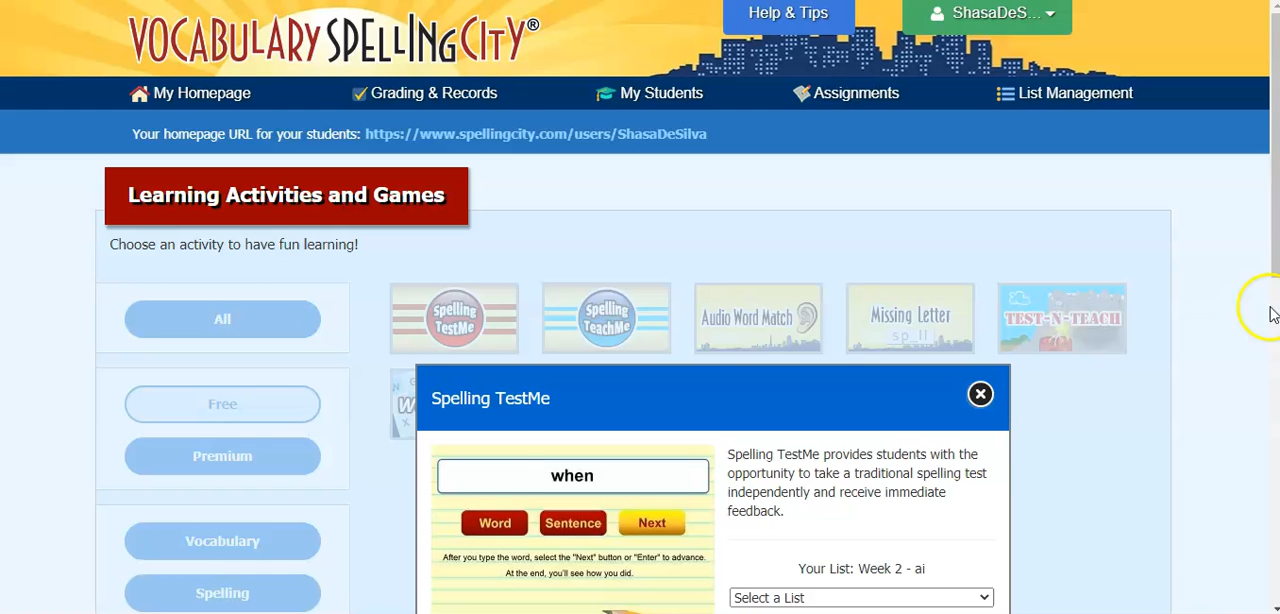 VOCABULARY SPELLING CITY®
Help & Tips
ShasaDeS...
My Homepage
Grading & Records
My Students
Assignments
List Management
Your homepage URL for your students: https://www.spellingcity.com/users/ShasaDeSilva
Learning Activities and Games
Choose an activity to have fun learning!
All
Free
Premium
Vocabulary
Spelling
Spelling TestMe
Spelling TeachMe
Audio Word Match
Missing Letter
sp_ll
TEST-N-TEACH
Spelling TestMe
when
Word
Sentence
Next
After you type the word, select the "Next" button or "Enter" to advance.
At the end, you'll see how you did.
Spelling TestMe provides students with the
opportunity to take a traditional spelling test
independently and receive immediate
feedback.
Your List: Week 2 - ai
Select a List